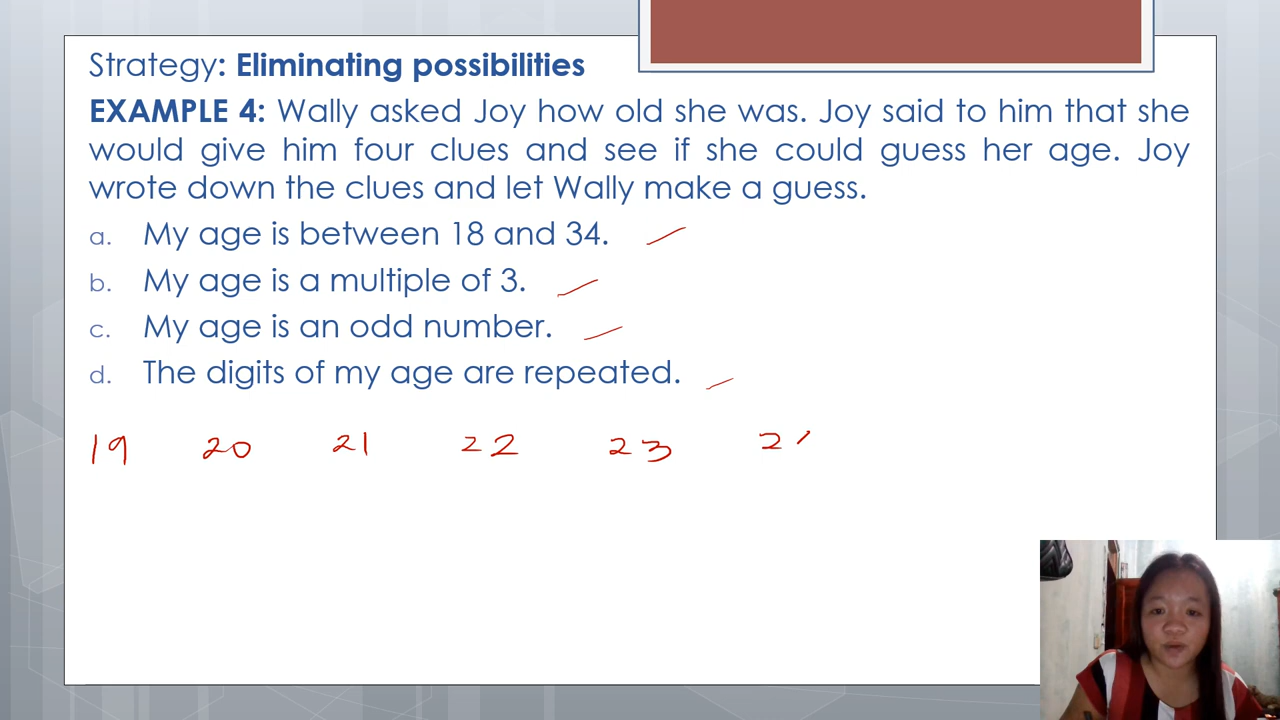 Strategy: Eliminating possibilities
EXAMPLE 4: Wally asked Joy how old she was. Joy said to him that she
would give him four clues and see if she could guess her age. Joy
wrote down the clues and let Wally make a guess.
a. My age is between 18 and 34.
b. My age is a multiple of 3.
c. My age is an odd number.
d. The digits of my age are repeated.
19 20 21 22 23 2